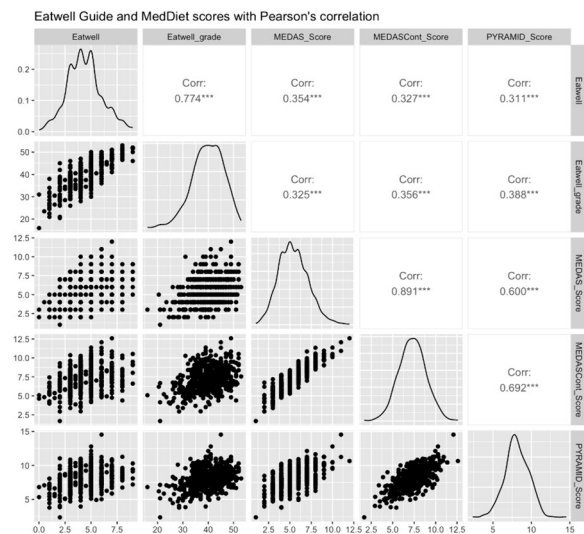 Eatwell Guide and MedDiet scores with Pearson's correlation
Eatwell Eatwell_grade MEDAS_Score MEDASCont_Score PYRAMID_Score
0.2
0.1
0.0
Corr:
0.774***
Corr:
0.354***
Corr:
0.327***
Corr:
0.311***
Eatwell
50
40
30
20
Corr:
0.325***
Corr:
0.356***
Corr:
0.388***
Eatwell_grade
12.5
10.0
7.5
5.0
2.5
Corr:
0.891***
Corr:
0.600***
MEDAS_Score
12.5
10.0
7.5
5.0
2.5
Corr:
0.692***
MEDASCont_Score
15
10
5
PYRAMID_Score
0.0 2.5 5.0 7.5 20 30 40 50 2.5 5.0 7.5 10.0 12.5 2.5 5.0 7.5 10.0 12.5 5 10 15